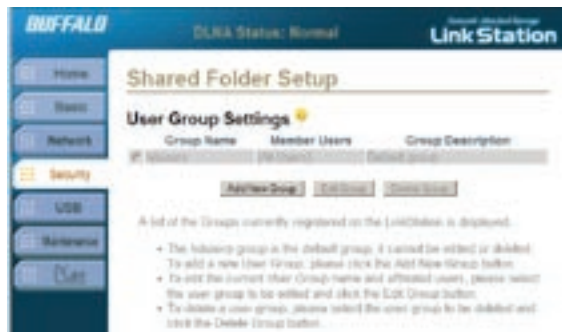 BUFFALO
DLNA Status: Normal
LinkStation
Home
Basic
Network
Security
USB
Maintenance
Shared Folder Setup
User Group Settings
Group Name Member Users Group Description
Default group
Add New Group Edit Group Delete Group
A list of the Groups currently registered on the LinkStation is displayed.
• The hdusers group is the default group, it cannot be edited or deleted.
To add a new User Group, please click the Add New Group button.
• To edit the current User Group name and affiliated users, please select
the user group to be edited and click the Edit Group button.
• To delete a user group, please select the user group to be deleted and
click the Delete Group button.